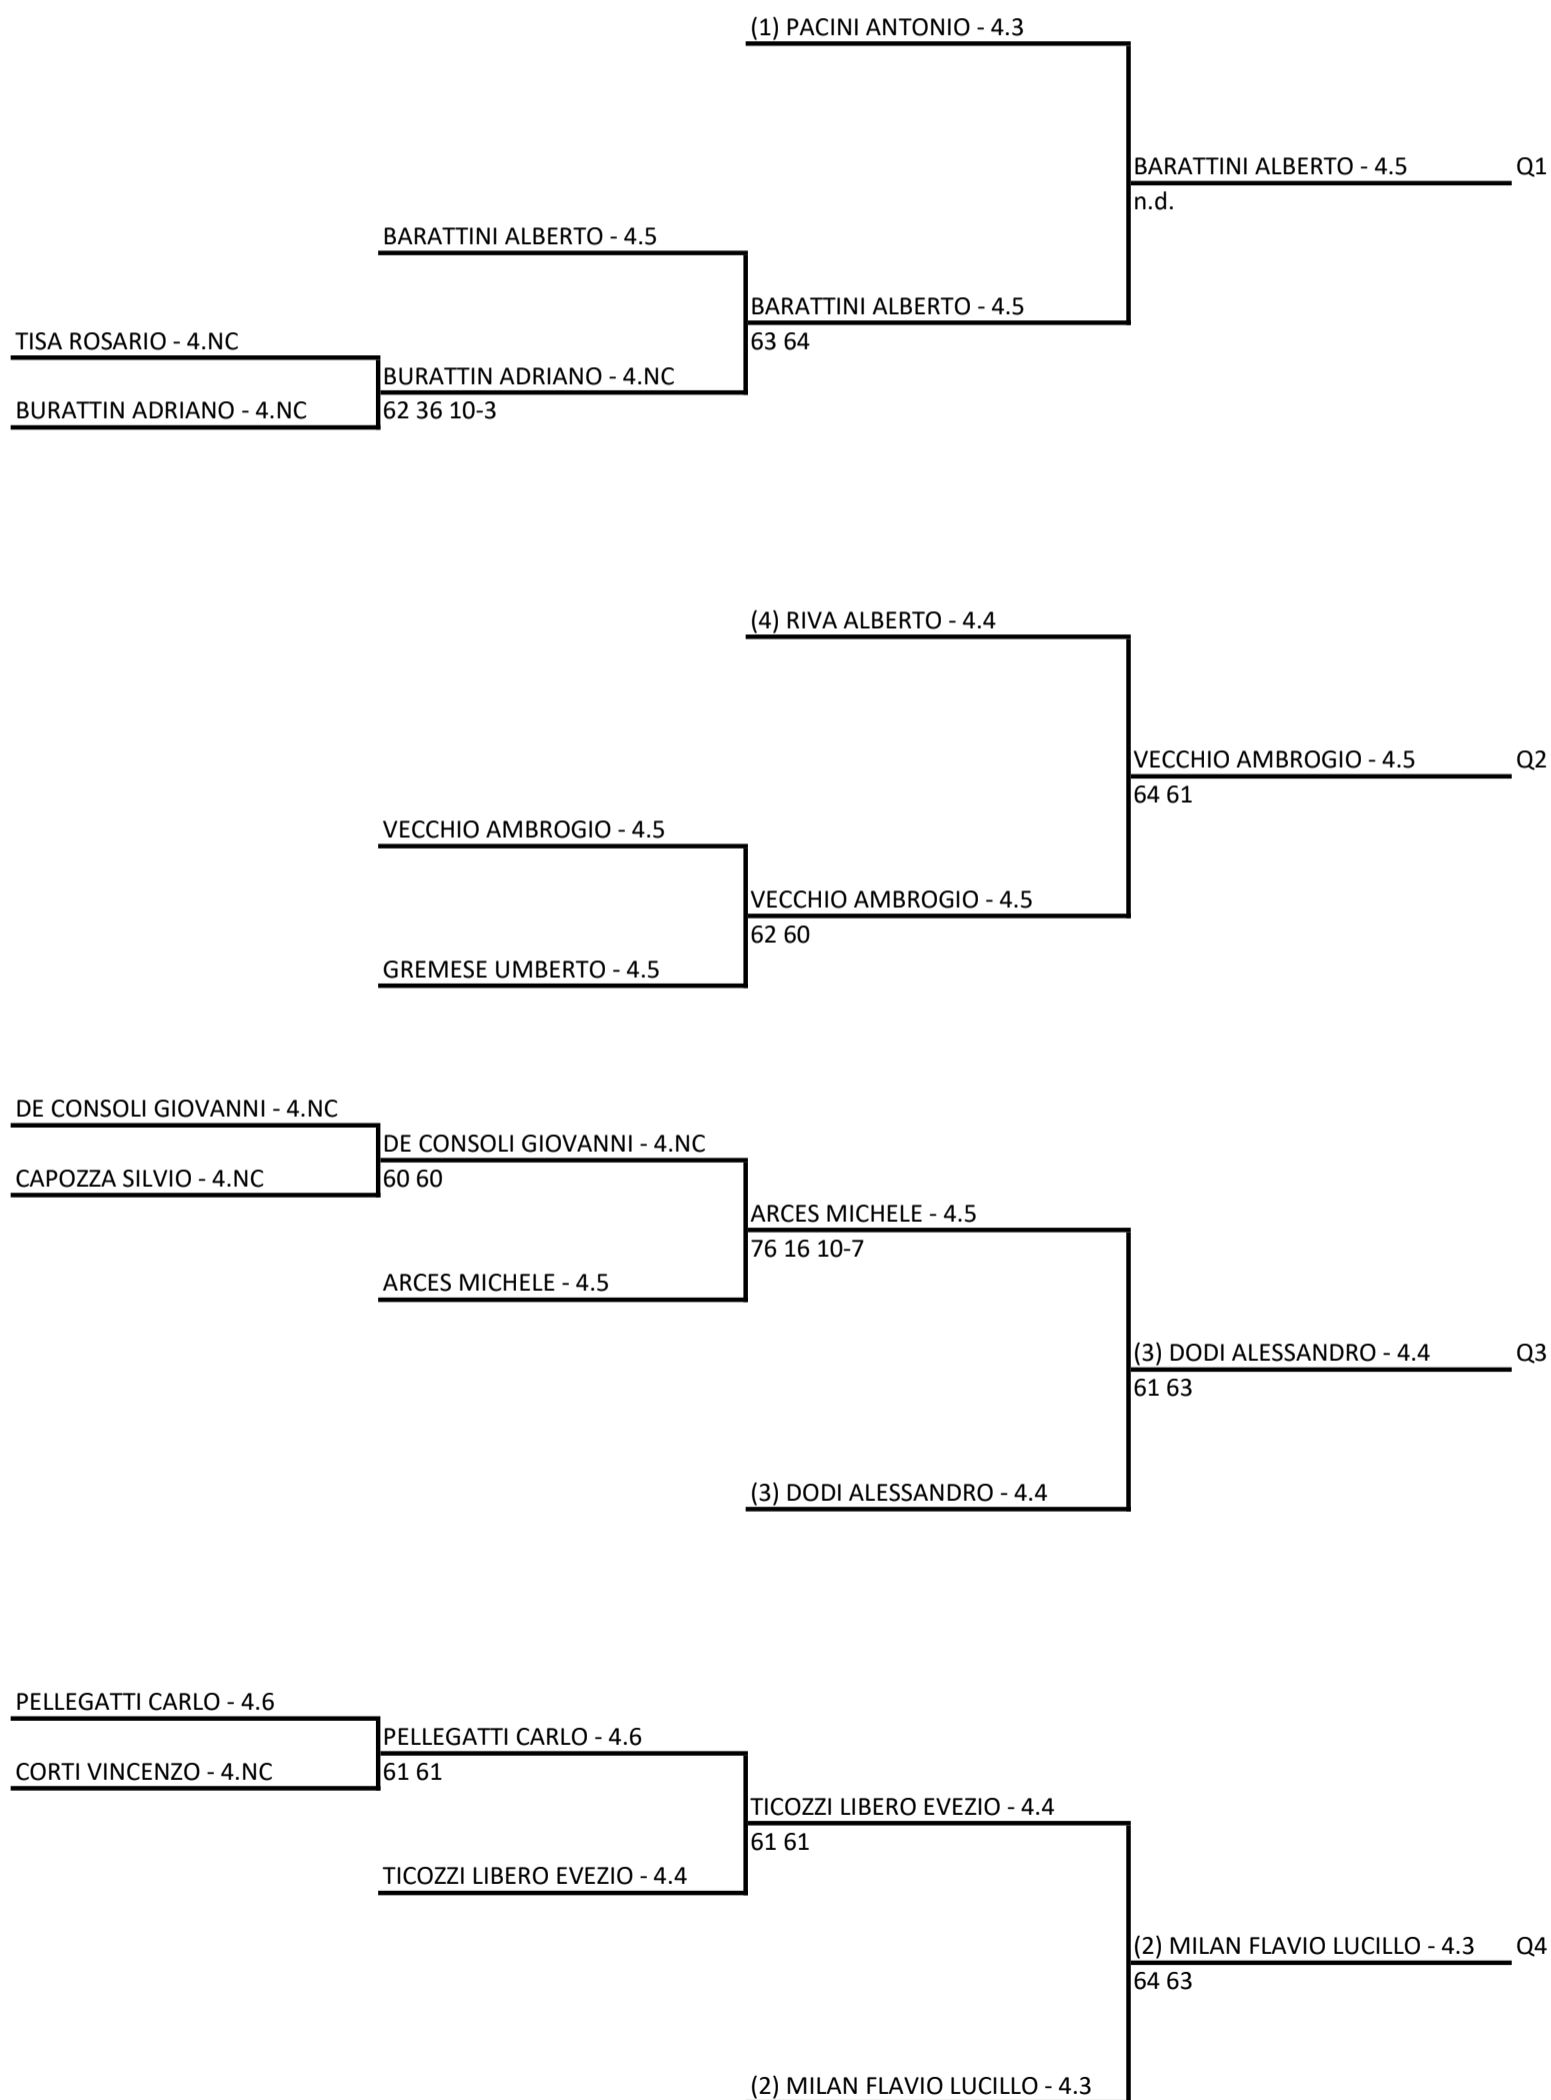 (1) PACINI ANTONIO - 4.3
BARATTINI ALBERTO - 4.5 Q1
n.d.
BARATTINI ALBERTO - 4.5
BARATTINI ALBERTO - 4.5
TISA ROSARIO - 4.NC
63 64
BURATTIN ADRIANO - 4.NC
BURATTIN ADRIANO - 4.NC
62 36 10-3
(4) RIVA ALBERTO - 4.4
VECCHIO AMBROGIO - 4.5 Q2
64 61
VECCHIO AMBROGIO - 4.5
VECCHIO AMBROGIO - 4.5
62 60
GREMESE UMBERTO - 4.5
DE CONSOLI GIOVANNI - 4.NC
DE CONSOLI GIOVANNI - 4.NC
CAPOZZA SILVIO - 4.NC
60 60
ARCES MICHELE - 4.5
76 16 10-7
ARCES MICHELE - 4.5
(3) DODI ALESSANDRO - 4.4 Q3
61 63
(3) DODI ALESSANDRO - 4.4
PELLEGATTI CARLO - 4.6
PELLEGATTI CARLO - 4.6
CORTI VINCENZO - 4.NC
61 61
TICOZZI LIBERO EVEZIO - 4.4
61 61
TICOZZI LIBERO EVEZIO - 4.4
(2) MILAN FLAVIO LUCILLO - 4.3 Q4
64 63
(2) MILAN FLAVIO LUCILLO - 4.3